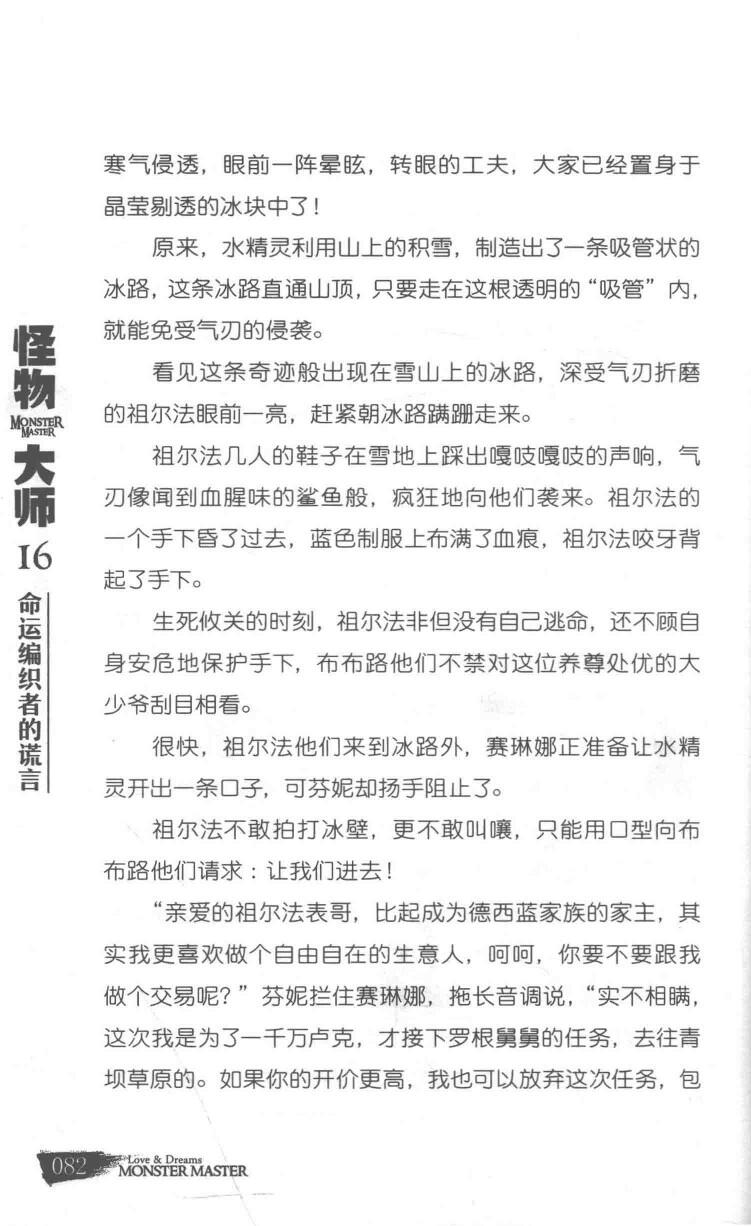 寒气侵透，眼前一阵晕眩，转眼的工夫，大家已经置身于
晶莹剔透的冰块中了！
原来，水精灵利用山上的积雪，制造出了一条吸管状的
冰路，这条冰路直通山顶，只要走在这根透明的“吸管”内，
就能免受气刃的侵袭。
看见这条奇迹般出现在雪山上的冰路，深受气刃折磨
的祖尔法眼前一亮，赶紧朝冰路蹒跚走来。
祖尔法几人的鞋子在雪地上踩出嘎吱嘎吱的声响，气
刃像闻到血腥味的鲨鱼般，疯狂地向他们袭来。祖尔法的
一个手下昏了过去，蓝色制服上布满了血痕，祖尔法咬牙背
起了手下。
生死攸关的时刻，祖尔法非但没有自己逃命，还不顾自
身安危地保护手下，布布路他们不禁对这位养尊处优的大
少爷刮目相看。
很快，祖尔法他们来到冰路外，赛琳娜正准备让水精
灵开出一条口子，可芬妮却扬手阻止了。
祖尔法不敢拍打冰壁，更不敢叫嚷，只能用口型向布
布路他们请求：让我们进去！
“亲爱的祖尔法表哥，比起成为德西蓝家族的家主，其
实我更喜欢做个自由自在的生意人，呵呵，你要不要跟我
做个交易呢？”芬妮拦住赛琳娜，拖长音调说，“实不相瞒，
这次我是为了一千万卢克，才接下罗根舅舅的任务，去往青
坝草原的。如果你的开价更高，我也可以放弃这次任务，包
怪物
MONSTER
MASTER
大师
16
命运编织者的谎言
082
Love & Dreams
MONSTER MASTER